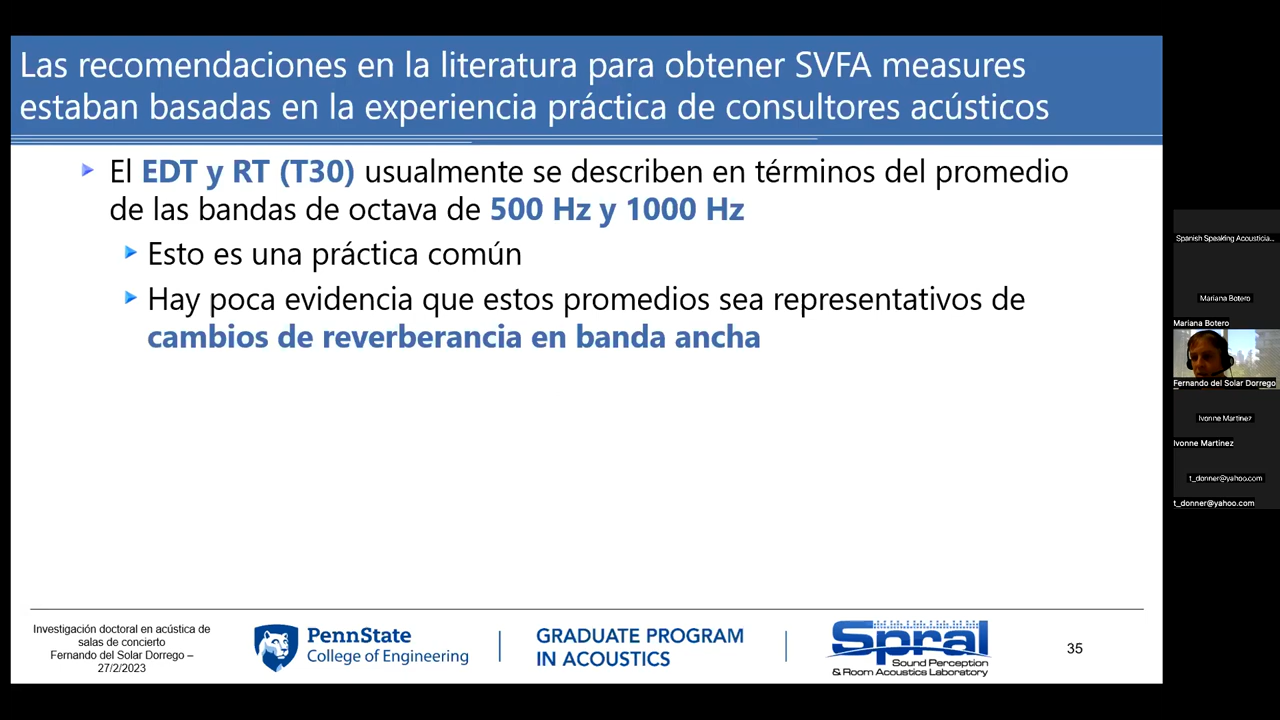 Las recomendaciones en la literatura para obtener SVFA measures
estaban basadas en la experiencia práctica de consultores acústicos
El EDT y RT (T30) usualmente se describen en términos del promedio
de las bandas de octava de 500 Hz y 1000 Hz
Esto es una práctica común
Hay poca evidencia que estos promedios sea representativos de
cambios de reverberancia en banda ancha
Investigación doctoral en acústica de
salas de concierto
Fernando del Solar Dorrego –
27/2/2023
PennState
College of Engineering
GRADUATE PROGRAM
IN ACOUSTICS
Spral
Sound Perception
& Room Acoustics Laboratory
35
Spanish Speaking Acousticia...
Mariana Botero
Mariana Botero
Fernando del Solar Dorrego
Ivonne Martinez
Ivonne Martinez
t_donner@yahoo.com
t_donner@yahoo.com